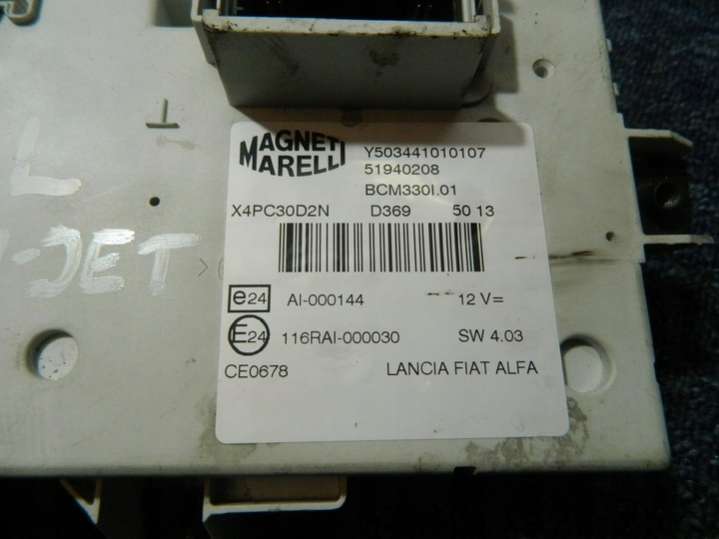 MAGNETI
MARELLI
Y503441010107
51940208
BCM330I.01
X4PC30D2N D369 50 13
e24 AI-000144 12 V=
E24 116RAI-000030 SW 4.03
CE0678 LANCIA FIAT ALFA
L
-JET